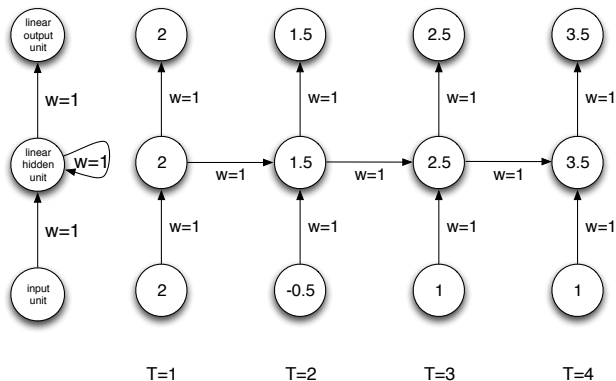 linear
output
unit
2
1.5
2.5
3.5
w=1
w=1
w=1
w=1
w=1
linear
hidden
unit
w=1
2
w=1
1.5
w=1
2.5
w=1
3.5
w=1
w=1
w=1
w=1
w=1
input
unit
2
-0.5
1
1
T=1
T=2
T=3
T=4